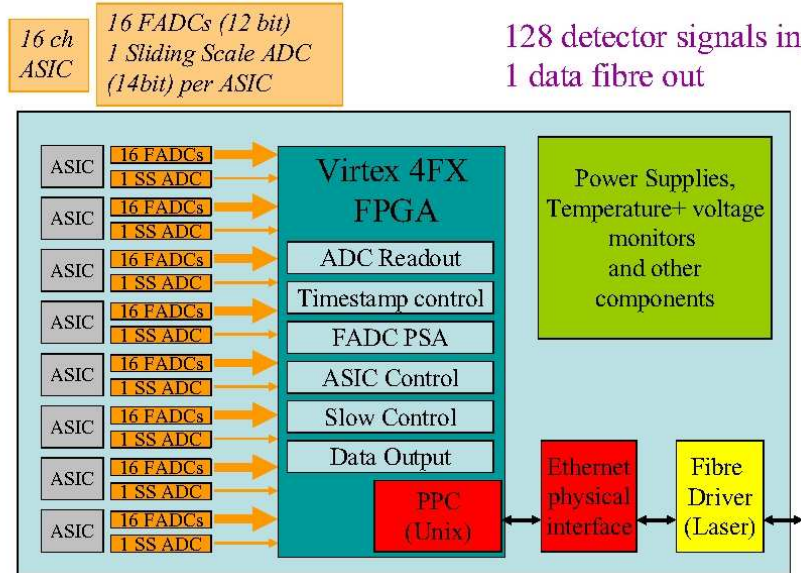 16 ch
ASIC
16 FADCs (12 bit)
1 Sliding Scale ADC
(14bit) per ASIC
128 detector signals in
1 data fibre out
ASIC
16 FADCs
1 SS ADC
ASIC
16 FADCs
1 SS ADC
ASIC
16 FADCs
1 SS ADC
ASIC
16 FADCs
1 SS ADC
ASIC
16 FADCs
1 SS ADC
ASIC
16 FADCs
1 SS ADC
ASIC
16 FADCs
1 SS ADC
ASIC
16 FADCs
1 SS ADC
Virtex 4FX
FPGA
ADC Readout
Timestamp control
FADC PSA
ASIC Control
Slow Control
Data Output
PPC
(Unix)
Power Supplies,
Temperature+ voltage
monitors
and other
components
Ethernet
physical
interface
Fibre
Driver
(Laser)